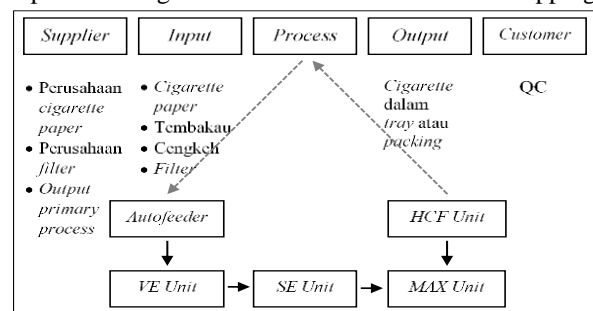 Supplier Input Process Output Customer
• Perusahaan
cigarette
paper
• Perusahaan
filter
• Output
primary
process
• Cigarette
paper
• Tembakau
• Cengkeh
• Filter
Cigarette
dalam
tray atau
packing
QC
Autofeeder HCF Unit
VE Unit SE Unit MAX Unit